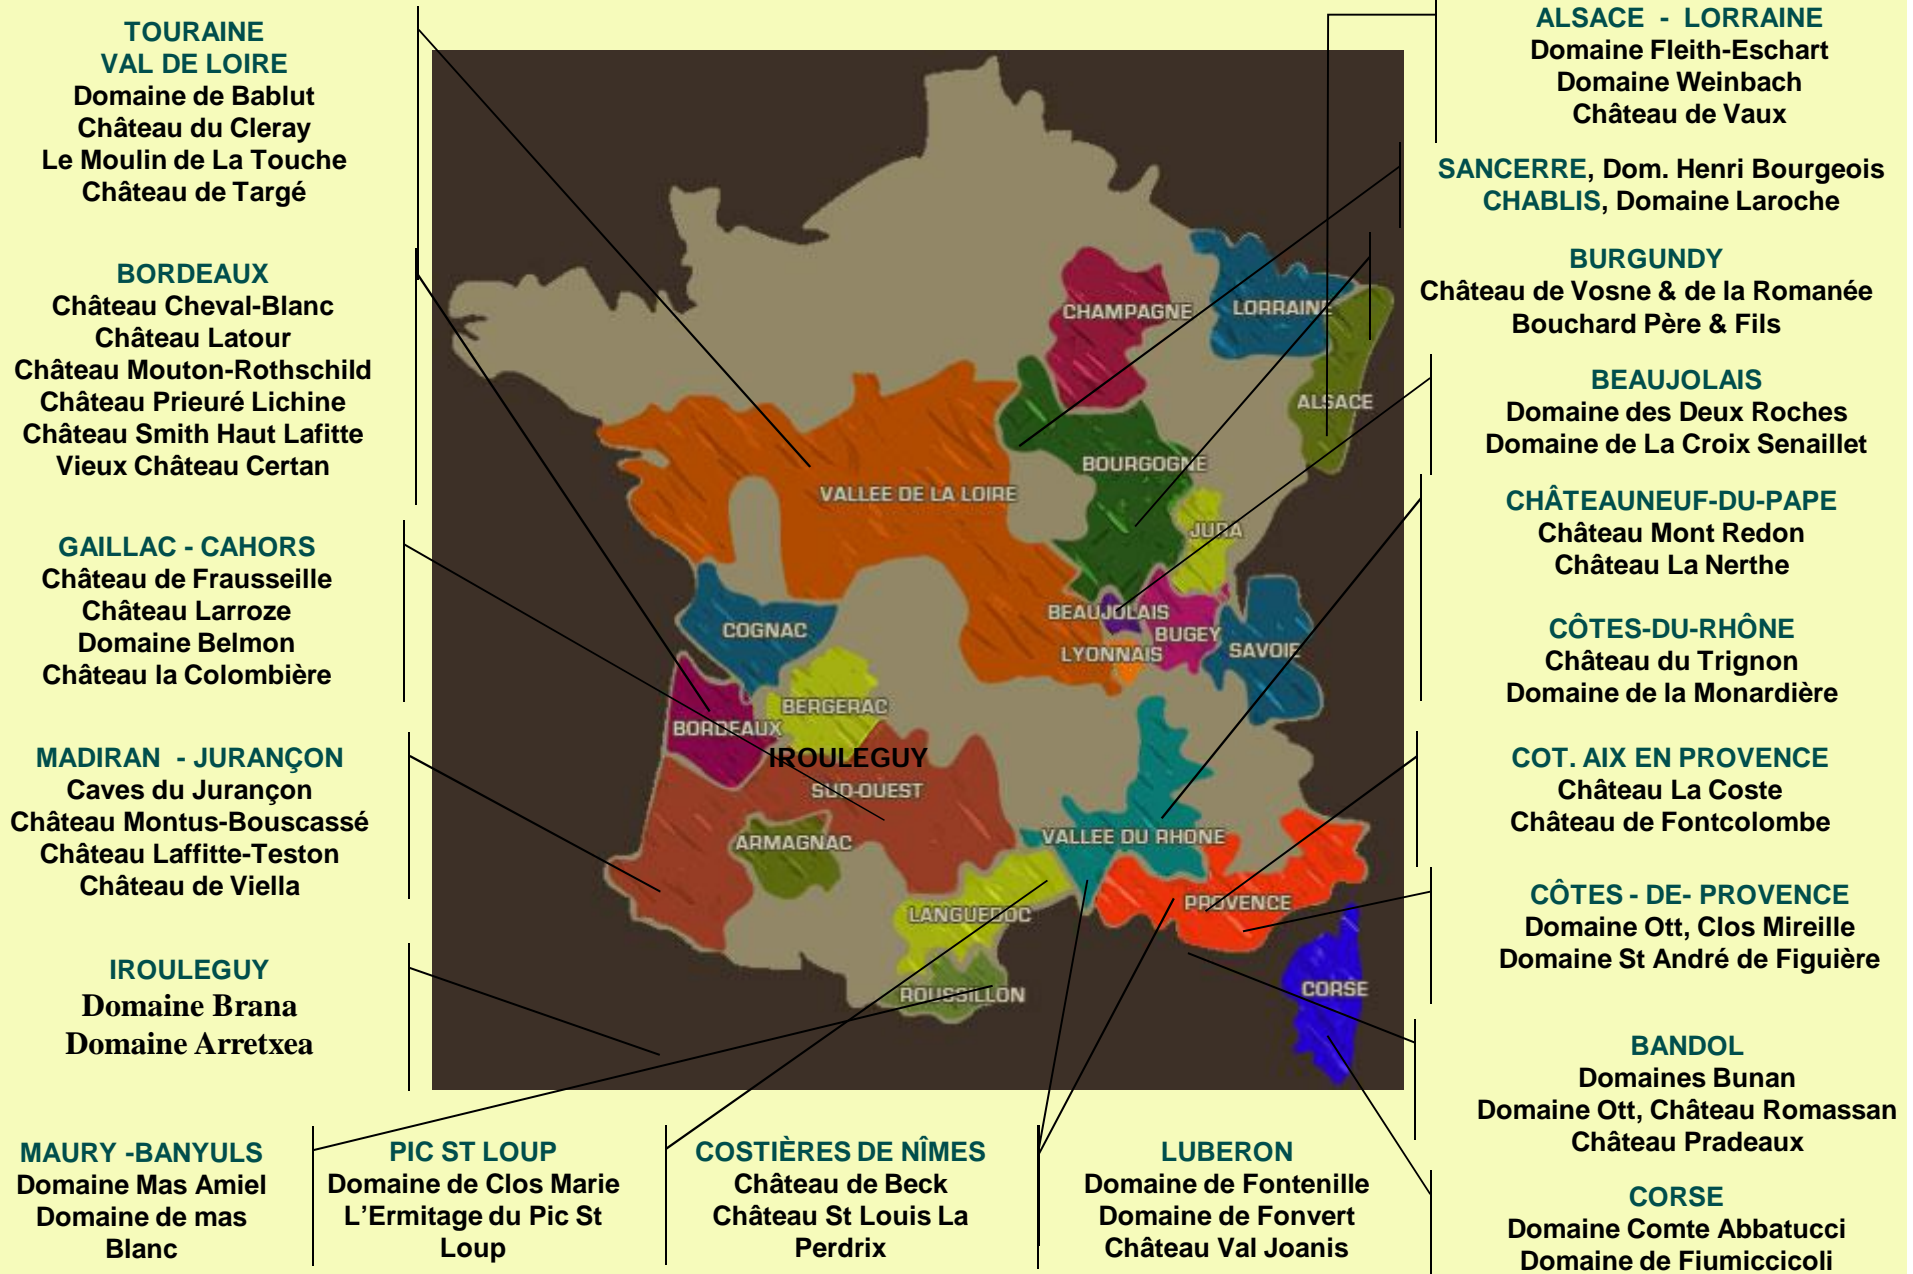 TOURAINE
VAL DE LOIRE
Domaine de Bablut
Château du Cleray
Le Moulin de La Touche
Château de Targé
BORDEAUX
Château Cheval-Blanc
Château Latour
Château Mouton-Rothschild
Château Prieuré Lichine
Château Smith Haut Lafitte
Vieux Château Certan
GAILLAC - CAHORS
Château de Frausseille
Château Larroze
Domaine Belmon
Château la Colombière
MADIRAN - JURANÇON
Caves du Jurançon
Château Montus-Bouscassé
Château Laffitte-Teston
Château de Viella
IROULEGUY
Domaine Brana
Domaine Arretxea
MAURY -BANYULS
Domaine Mas Amiel
Domaine de mas
Blanc
PIC ST LOUP
Domaine de Clos Marie
L'Ermitage du Pic St
Loup
COSTIÈRES DE NÎMES
Château de Beck
Château St Louis La
Perdrix
LUBERON
Domaine de Fontenille
Domaine de Fonvert
Château Val Joanis
CHAMPAGNE
LORRAINE
ALSACE
BOURGOGNE
VALLEE DE LA LOIRE
JURA
BEAUJOLAIS
BUGEY
COGNAC
LYONNAIS
SAVOIE
BERGERAC
BORDEAUX
IROULEGUY
SUD-OUEST
ARMAGNAC
VALLEE DU RHONE
PROVENCE
LANGUEDOC
ROUSSILLON
CORSE
ALSACE - LORRAINE
Domaine Fleith-Eschart
Domaine Weinbach
Château de Vaux
SANCERRE, Dom. Henri Bourgeois
CHABLIS, Domaine Laroche
BURGUNDY
Château de Vosne & de la Romanée
Bouchard Père & Fils
BEAUJOLAIS
Domaine des Deux Roches
Domaine de La Croix Senaillet
CHÂTEAUNEUF-DU-PAPE
Château Mont Redon
Château La Nerthe
CÔTES-DU-RHÔNE
Château du Trignon
Domaine de la Monardière
COT. AIX EN PROVENCE
Château La Coste
Château de Fontcolombe
CÔTES - DE- PROVENCE
Domaine Ott, Clos Mireille
Domaine St André de Figuière
BANDOL
Domaines Bunan
Domaine Ott, Château Romassan
Château Pradeaux
CORSE
Domaine Comte Abbatucci
Domaine de Fiumiccicoli